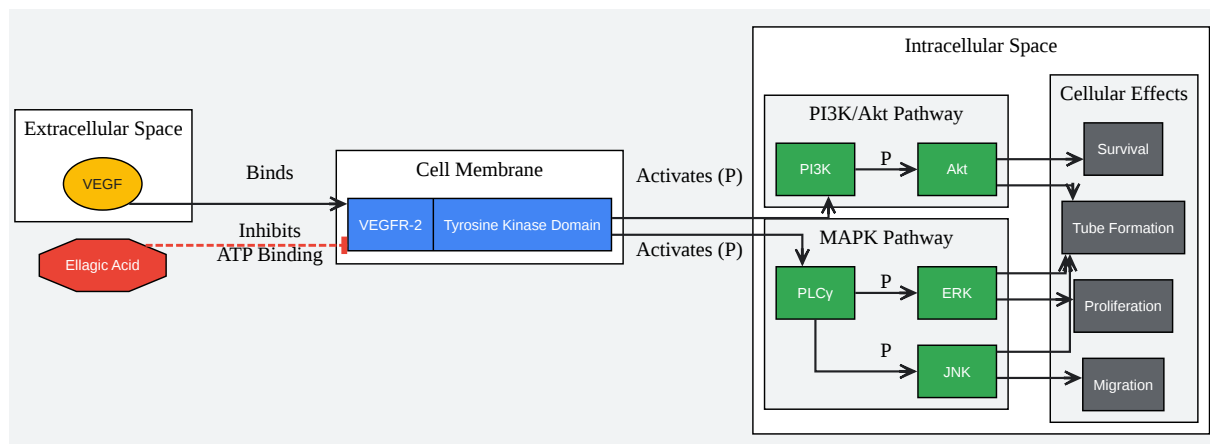 Intracellular Space
Cellular Effects
PI3K/Akt Pathway
Extracellular Space
Survival
PI3K
P
Akt
Cell Membrane
VEGF
Binds
Activates (P)
VEGFR-2
Tyrosine Kinase Domain
Tube Formation
Inhibits
ATP Binding
Activates (P)
MAPK Pathway
Ellagic Acid
PLCγ
P
ERK
Proliferation
P
JNK
Migration